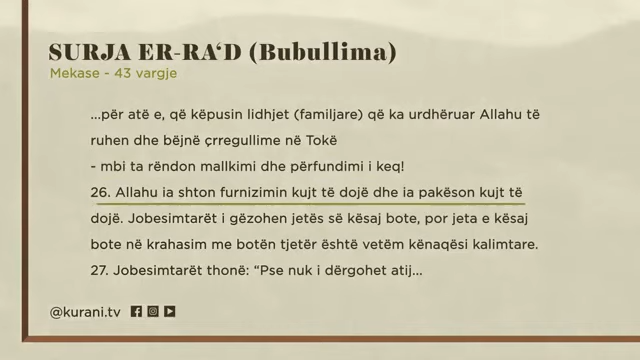 SURJA ER-RA‘D (Bubullima)
Mekase - 43 vargje
...për atë e, që këpusin lidhjet (familjare) që ka urdhëruar Allahu të
ruhen dhe bëjnë çrregullime në Tokë
- mbi ta rëndon mallkimi dhe përfundimi i keq!
26. Allahu ia shton furnizimin kujt të dojë dhe ia pakëson kujt të
dojë. Jobesimtarët i gëzohen jetës së kësaj bote, por jeta e kësaj
bote në krahasim me botën tjetër është vetëm kënaqësi kalimtare.
27. Jobesimtarët thonë: “Pse nuk i dërgohet atij...
@kurani.tv